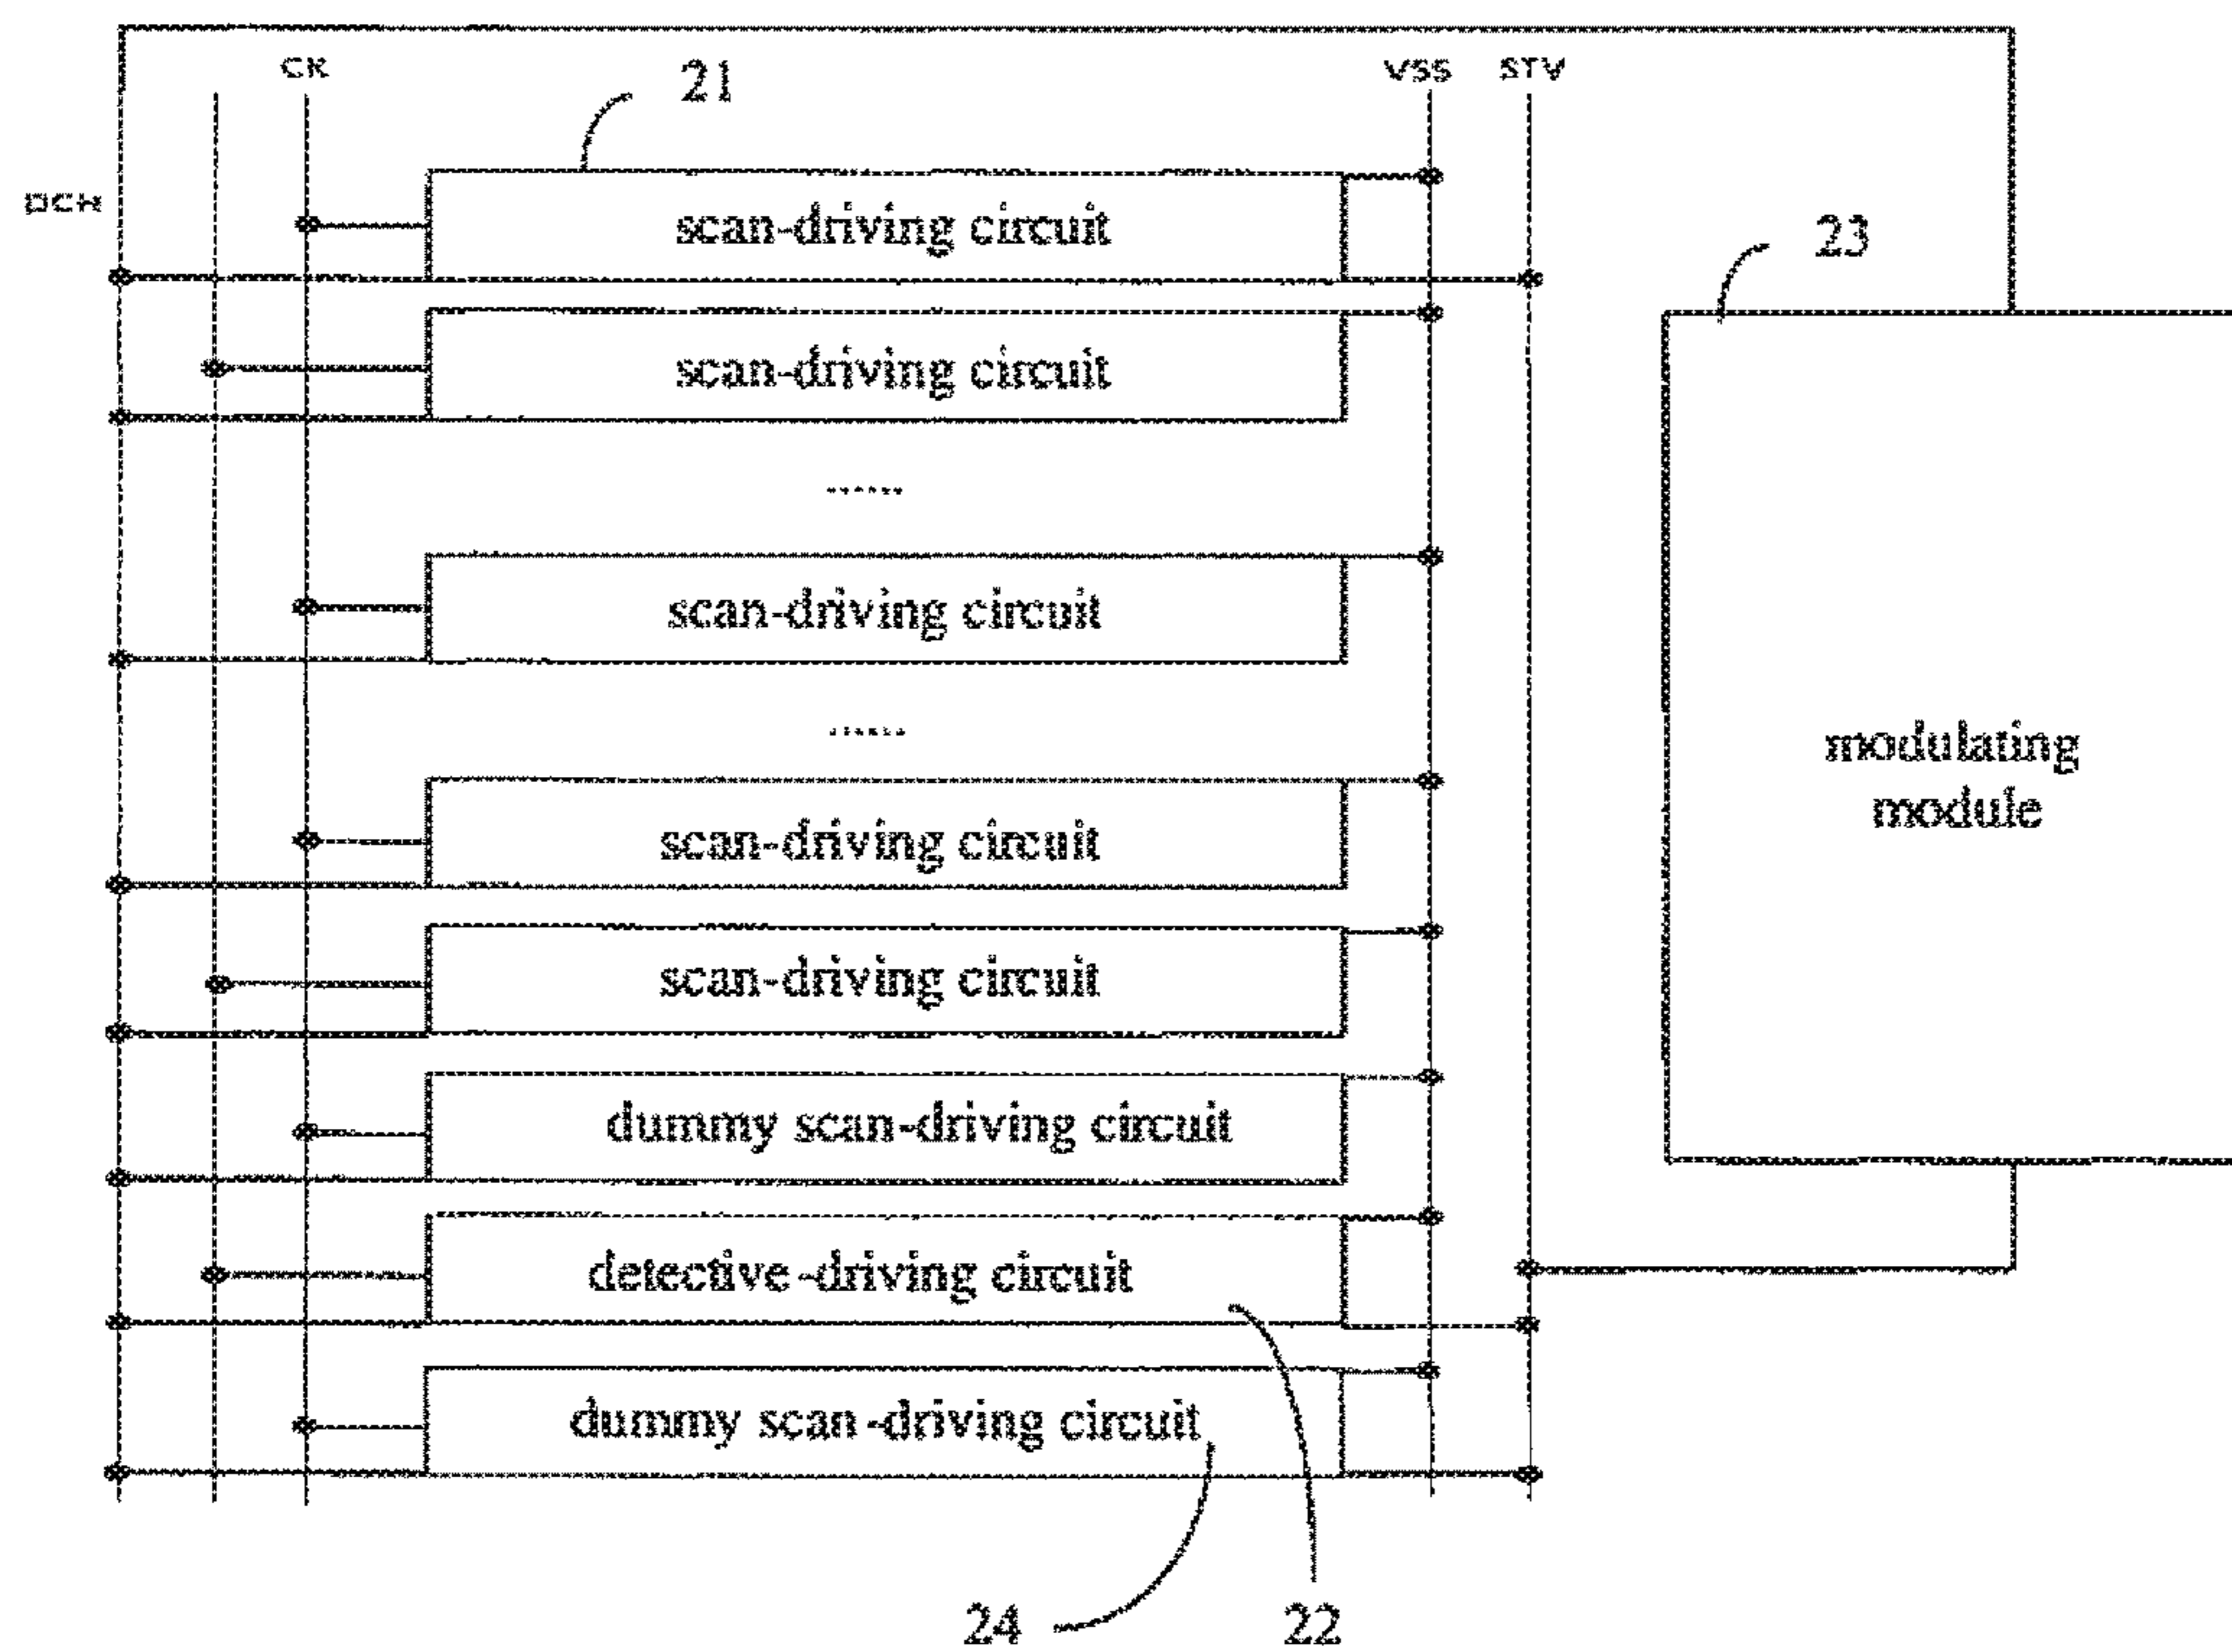 CK
21
VSS STV
DCH
scan-driving circuit
23
scan-driving circuit
......
scan-driving circuit
......
modulating
module
scan-driving circuit
scan-driving circuit
dummy scan-driving circuit
detective-driving circuit
dummy scan-driving circuit
24
22